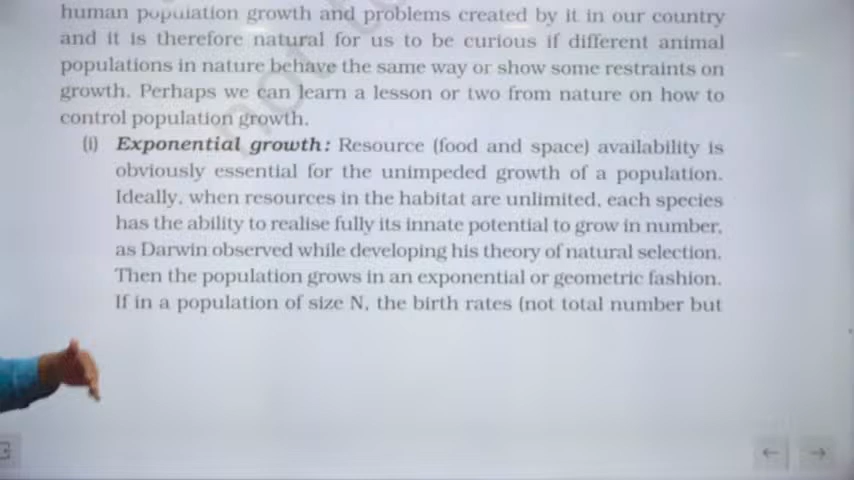 human population growth and problems created by it in our country
and it is therefore natural for us to be curious if different animal
populations in nature behave the same way or show some restraints on
growth. Perhaps we can learn a lesson or two from nature on how to
control population growth.
(i) Exponential growth: Resource (food and space) availability is
obviously essential for the unimpeded growth of a population.
Ideally, when resources in the habitat are unlimited, each species
has the ability to realise fully its innate potential to grow in number,
as Darwin observed while developing his theory of natural selection.
Then the population grows in an exponential or geometric fashion.
If in a population of size N, the birth rates (not total number but